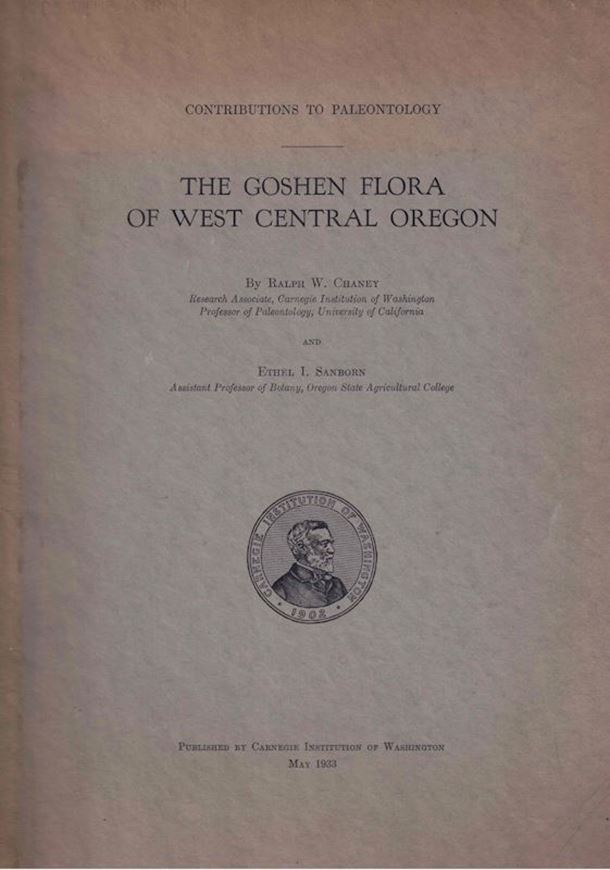 CONTRIBUTIONS TO PALEONTOLOGY
THE GOSHEN FLORA
OF WEST CENTRAL OREGON
By Ralph W. Chaney
Research Associate, Carnegie Institution of Washington
Professor of Paleontology, University of California
AND
Ethel I. Sanborn
Assistant Professor of Botany, Oregon State Agricultural College
CARNEGIE INSTITUTION OF WASHINGTON
1902
Published by Carnegie Institution of Washington
May 1933